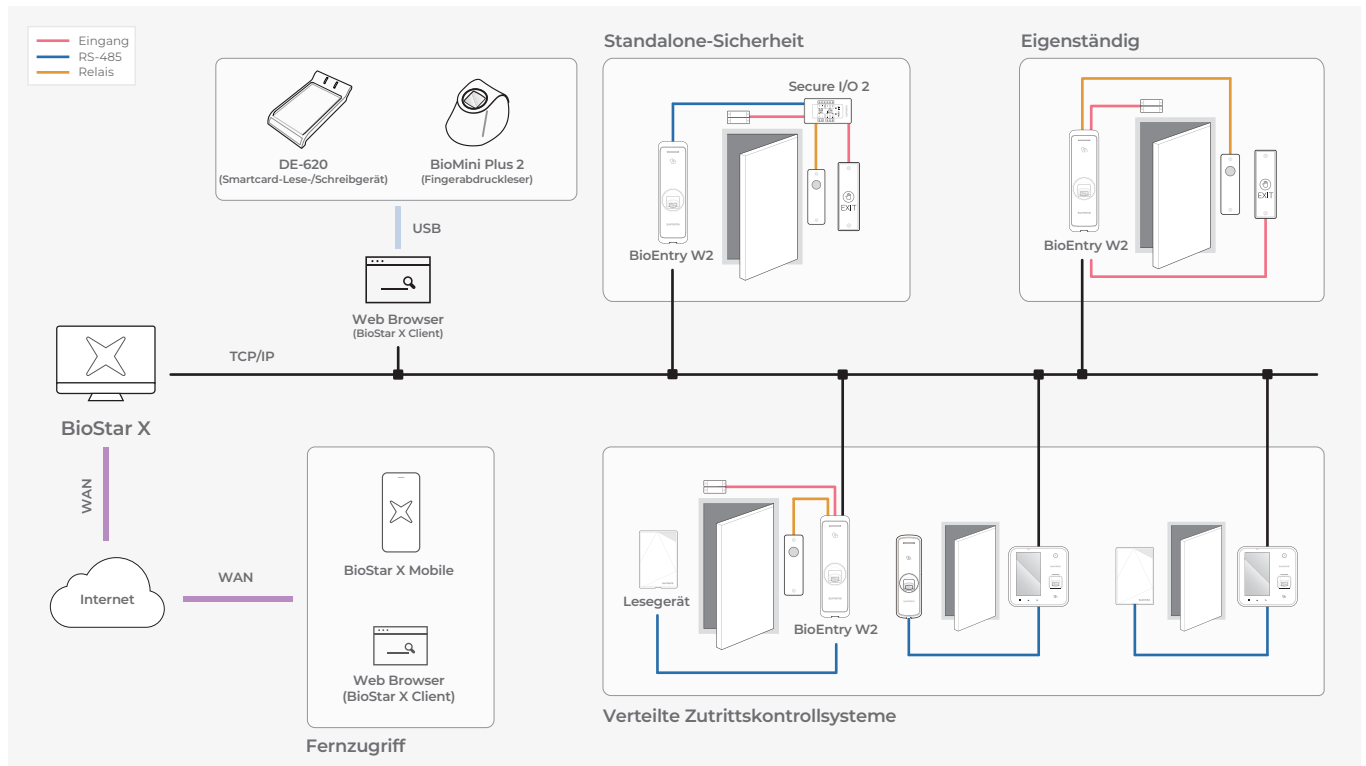 Eingang
RS-485
Relais
DE-620
(Smartcard-Lese-/Schreibgerät)
BioMini Plus 2
(Fingerabdruckleser)
USB
Web Browser
(BioStar X Client)
Standalone-Sicherheit
Secure I/O 2
EXIT
BioEntry W2
Eigenständig
EXIT
BioEntry W2
TCP/IP
BioStar X
WAN
Internet
WAN
BioStar X Mobile
Web Browser
(BioStar X Client)
Fernzugriff
Lesegerät
BioEntry W2
Verteilte Zutrittskontrollsysteme